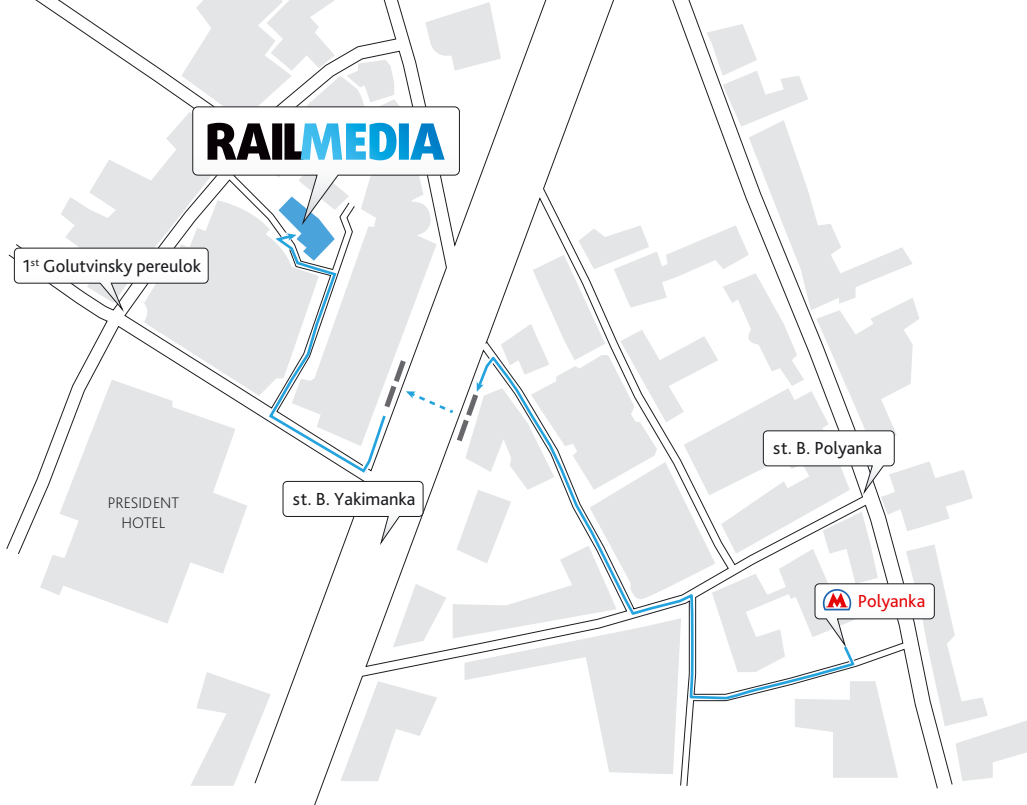 RAILMEDIA
1st Golutvinsky pereulok
st. B. Polyanka
st. B. Yakimanka
PRESIDENT
HOTEL
M Polyanka